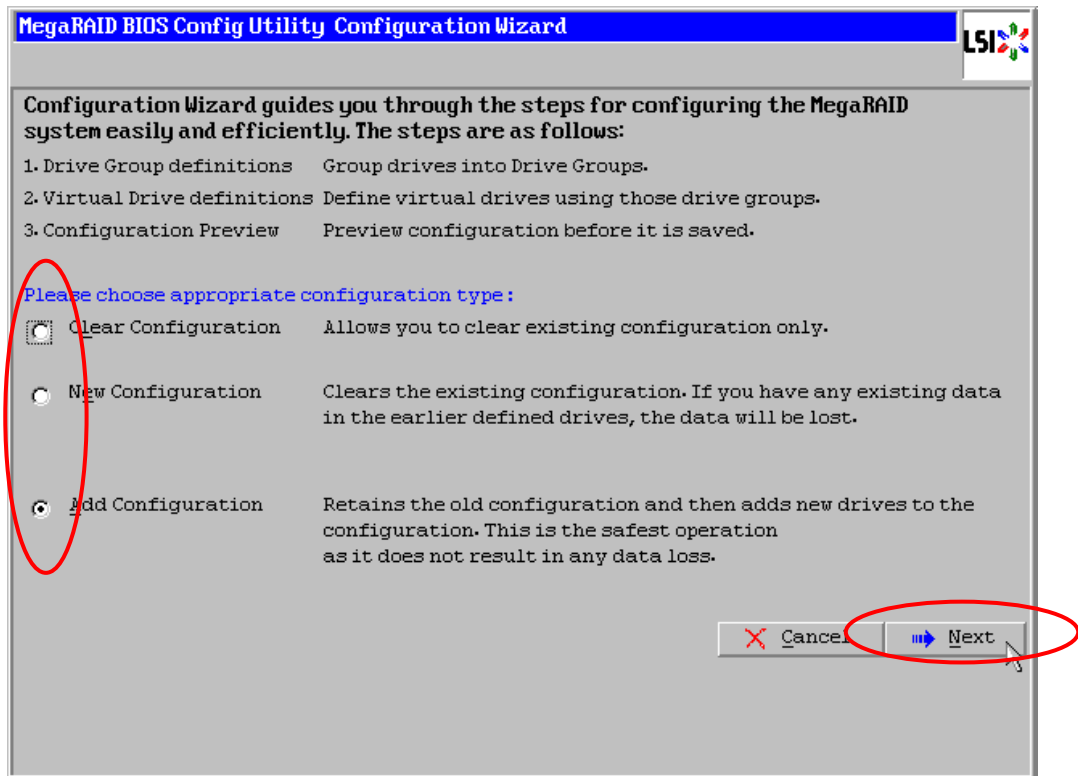 MegaRAID BIOS Config Utility Configuration Wizard
LSI
Configuration Wizard guides you through the steps for configuring the MegaRAID
system easily and efficiently. The steps are as follows:
1. Drive Group definitions Group drives into Drive Groups.
2. Virtual Drive definitions Define virtual drives using those drive groups.
3. Configuration Preview Preview configuration before it is saved.
Please choose appropriate configuration type:
Clear Configuration Allows you to clear existing configuration only.
New Configuration Clears the existing configuration. If you have any existing data
in the earlier defined drives, the data will be lost.
Add Configuration Retains the old configuration and then adds new drives to the
configuration. This is the safest operation
as it does not result in any data loss.
Cancel Next